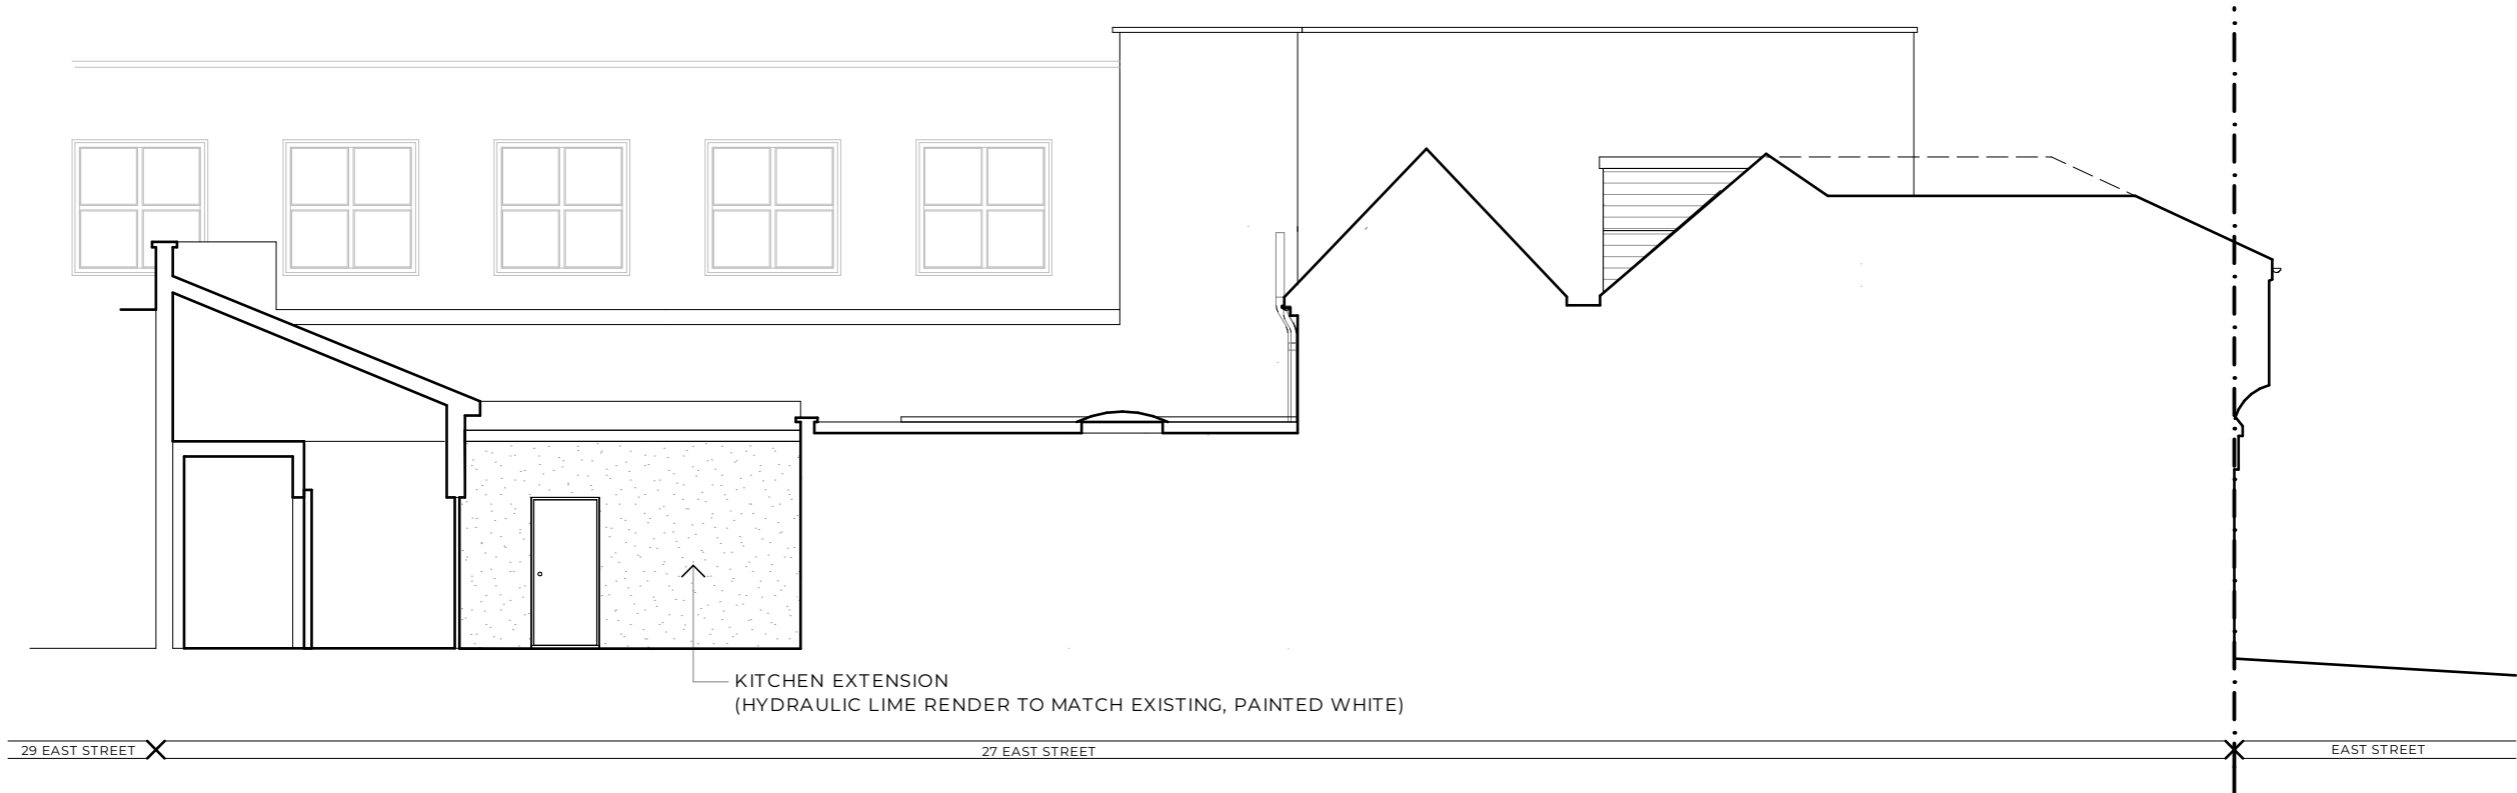 KITCHEN EXTENSION
(HYDRAULIC LIME RENDER TO MATCH EXISTING, PAINTED WHITE)
29 EAST STREET
27 EAST STREET
EAST STREET